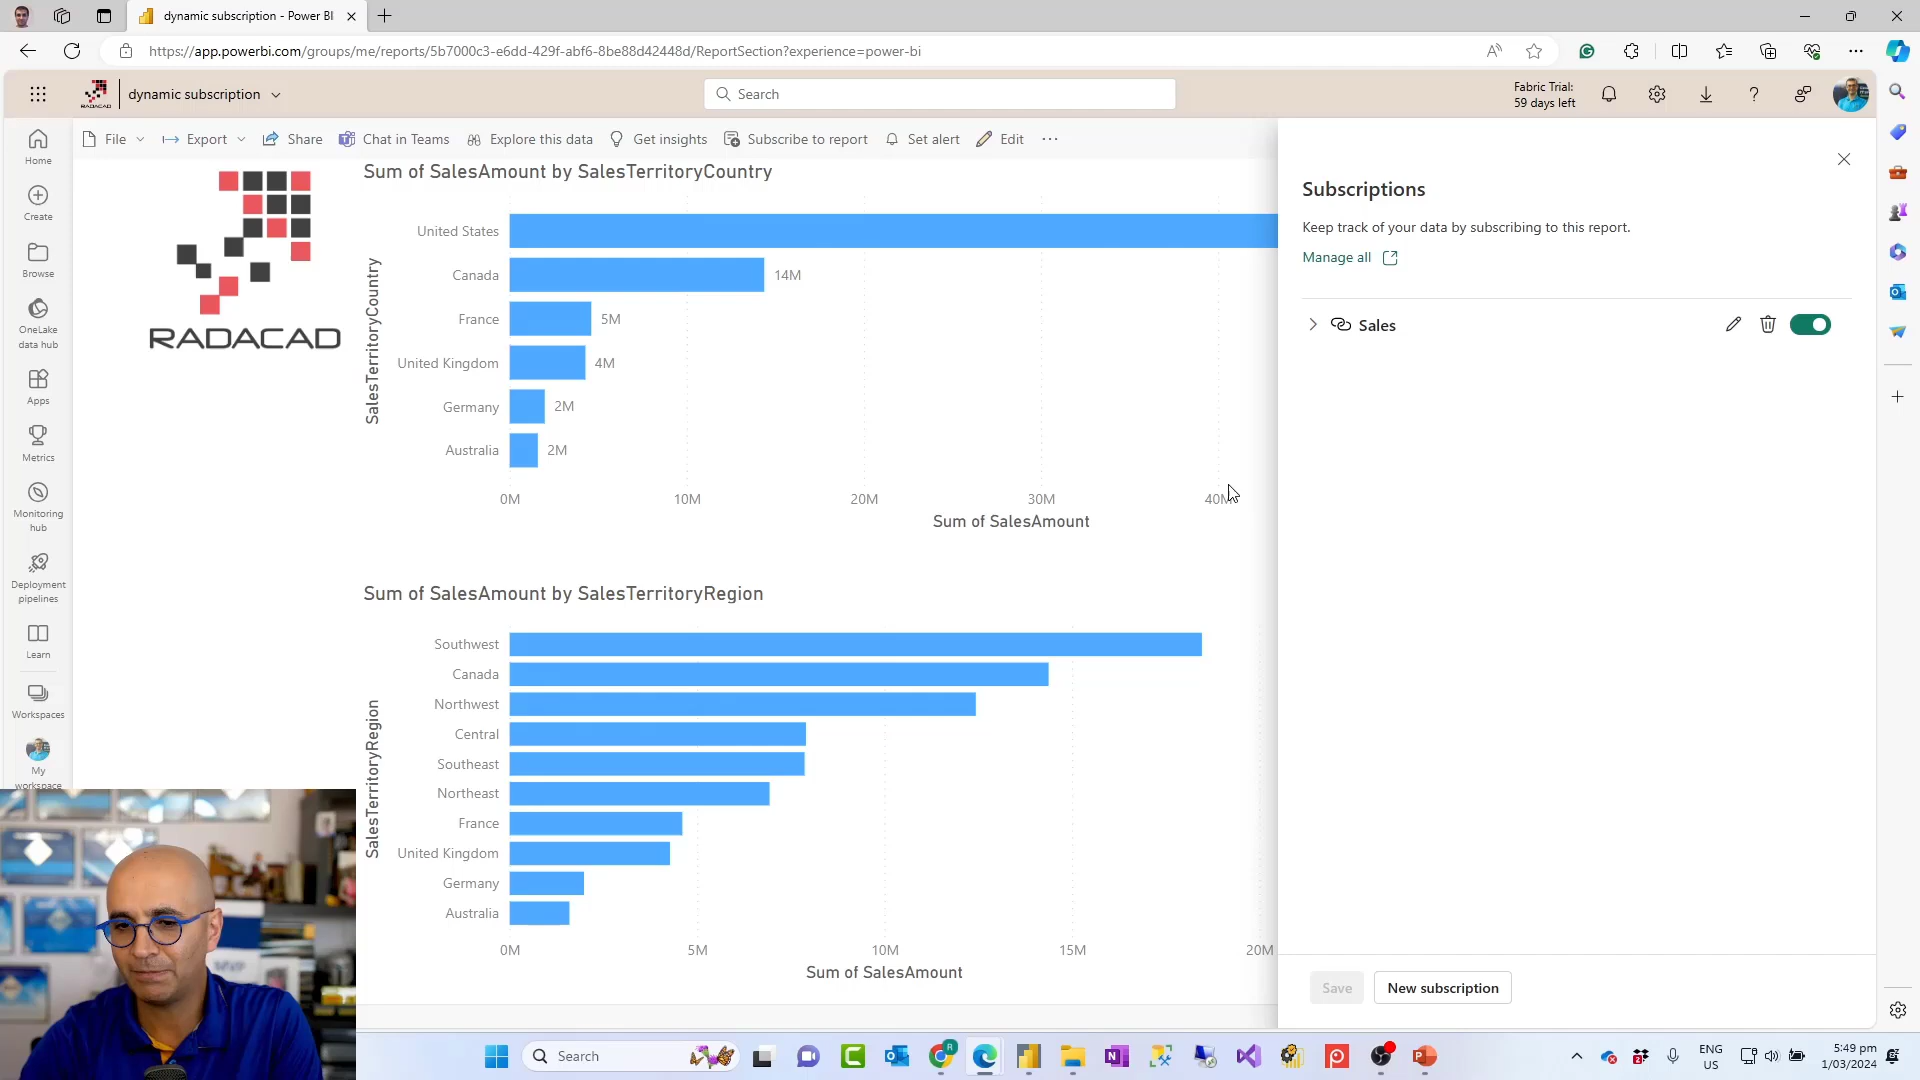 dynamic subscription - Power BI
https://app.powerbi.com/groups/me/reports/5b7000c3-e6dd-429f-abf6-8be88d42448d/ReportSection?experience=power-bi
RADACAD
dynamic subscription
Search
Fabric Trial:
59 days left
File
Export
Share
Chat in Teams
Explore this data
Get insights
Subscribe to report
Set alert
Edit
Home
Create
Browse
OneLake
data hub
Apps
Metrics
Monitoring
hub
Deployment
pipelines
Learn
Workspaces
My
workspace
RADACAD
Sum of SalesAmount by SalesTerritoryCountry
SalesTerritoryCountry
United States
Canada
14M
France
5M
United Kingdom
4M
Germany
2M
Australia
2M
0M
10M
20M
30M
40M
Sum of SalesAmount
Sum of SalesAmount by SalesTerritoryRegion
SalesTerritoryRegion
Southwest
Canada
Northwest
Central
Southeast
Northeast
France
United Kingdom
Germany
Australia
0M
5M
10M
15M
20M
Sum of SalesAmount
Subscriptions
Keep track of your data by subscribing to this report.
Manage all
Sales
Save
New subscription
Search
ENG
US
5:49 pm
1/03/2024